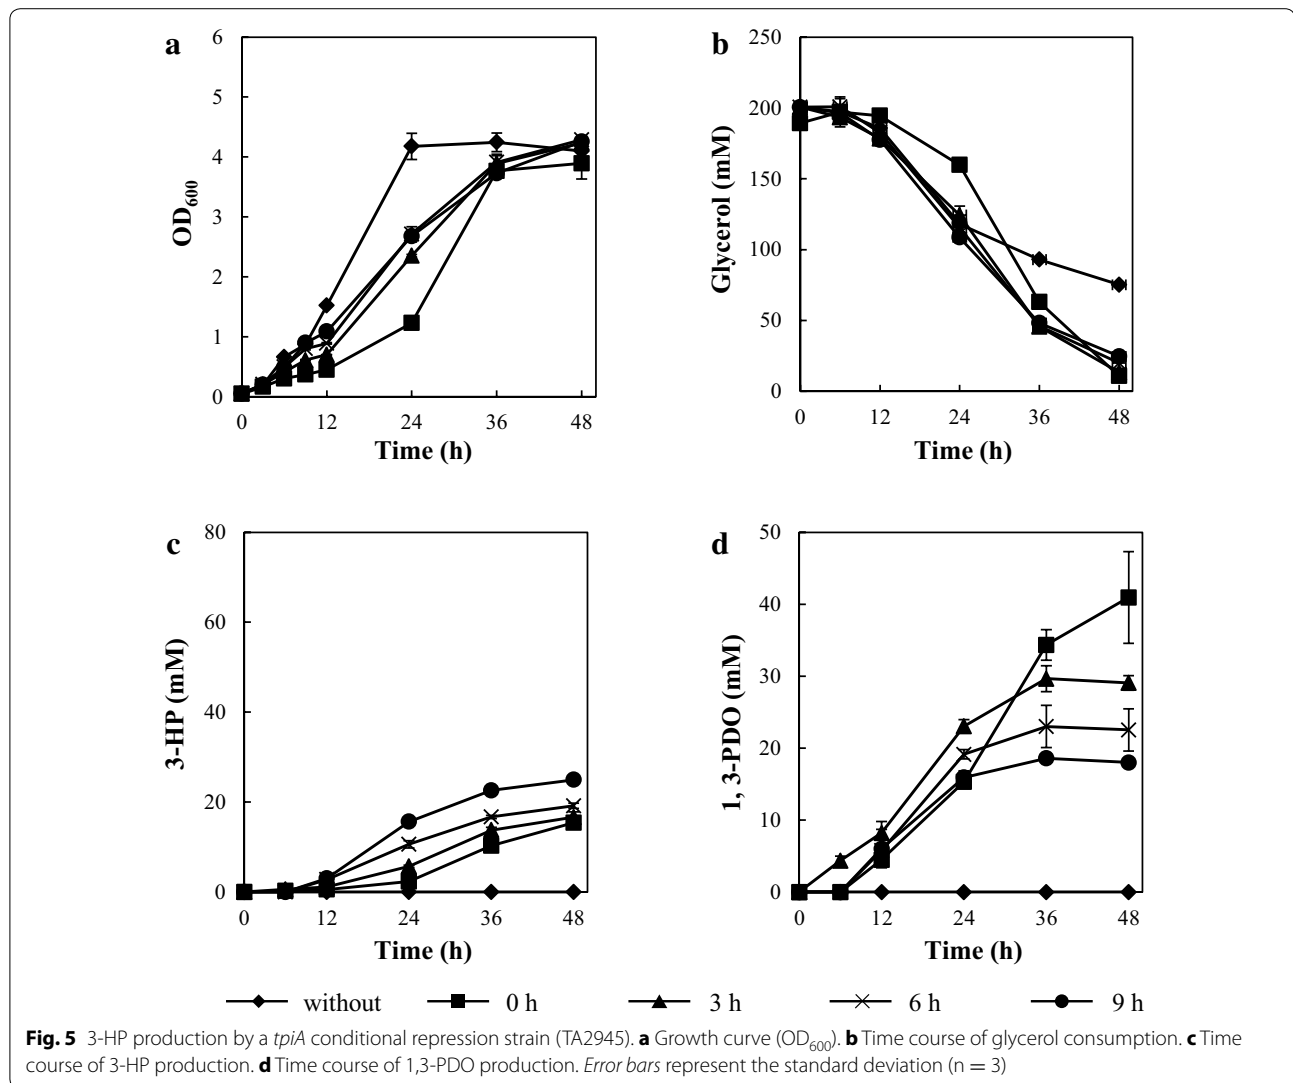 a
6
5
4
3
2
1
0
OD600
0 12 24 36 48
Time (h)
b
250
200
150
100
50
0
Glycerol (mM)
0 12 24 36 48
Time (h)
c
80
60
40
20
0
3-HP (mM)
0 12 24 36 48
Time (h)
d
50
40
30
20
10
0
1, 3-PDO (mM)
0 12 24 36 48
Time (h)
without 0 h 3 h 6 h 9 h
Fig. 5 3-HP production by a tpiA conditional repression strain (TA2945). a Growth curve (OD600). b Time course of glycerol consumption. c Time
course of 3-HP production. d Time course of 1,3-PDO production. Error bars represent the standard deviation (n = 3)